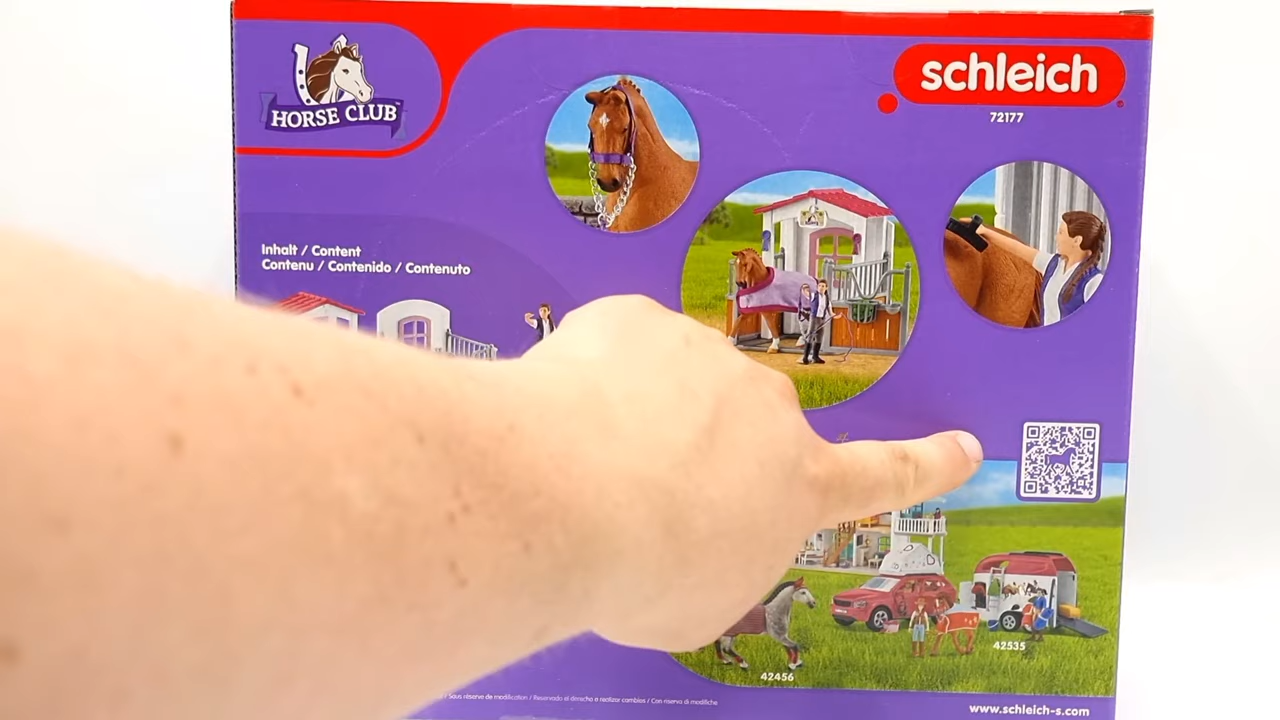 HORSE CLUB™
schleich®
72177
Inhalt / Content
Contenu / Contenido / Contenuto
42456
42535
/ Sous réserve de modification / Reservado el derecho a realizar cambios / Con riserva di modifiche
www.schleich-s.com